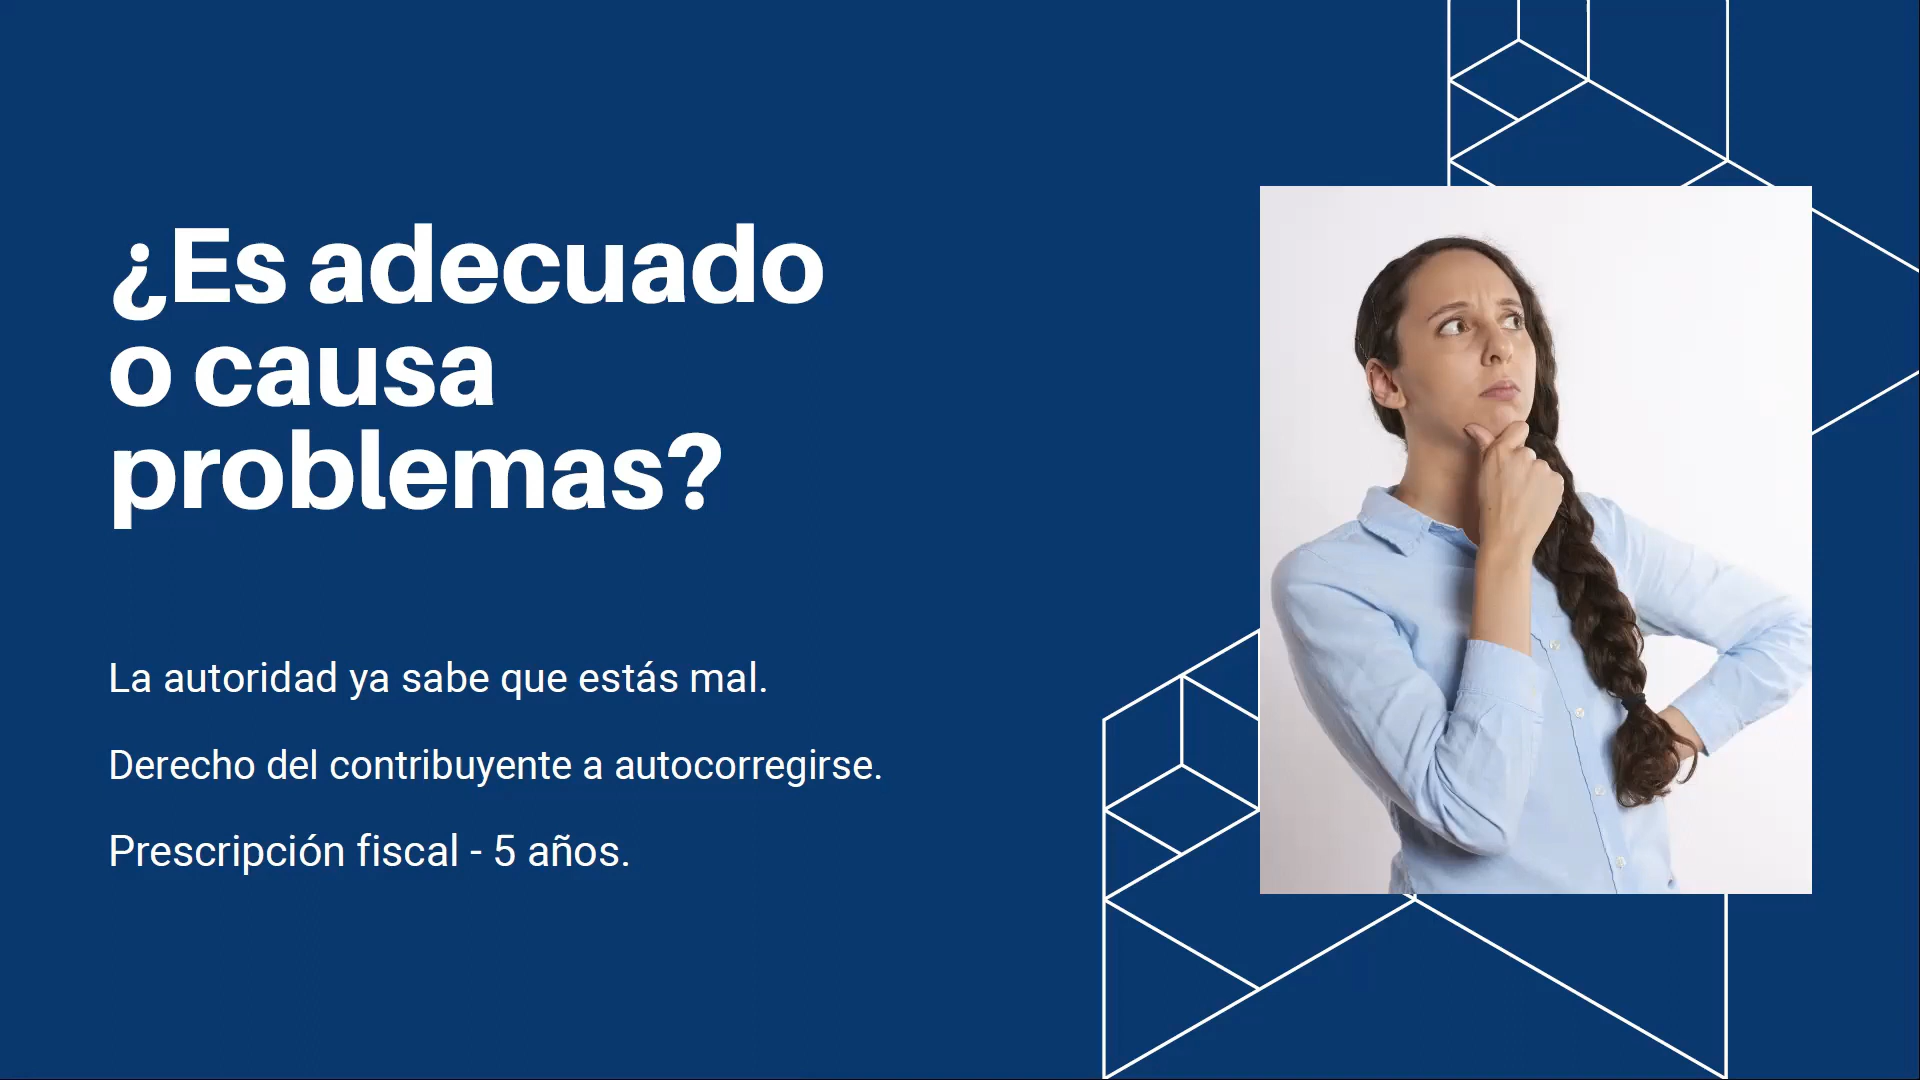 ¿Es adecuado
o causa
problemas?
La autoridad ya sabe que estás mal.
Derecho del contribuyente a autocorregirse.
Prescripción fiscal - 5 años.